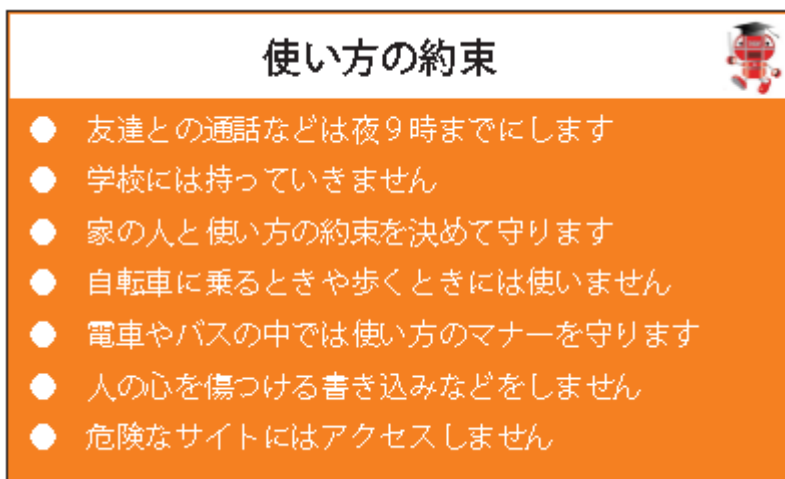 使い方の約束
● 友達との通話などは夜9時までにします
● 学校には持っていきません
● 家の人と使い方の約束を決めて守ります
● 自転車に乗るときや歩くときには使いません
● 電車やバスの中では使い方のマナーを守ります
● 人の心を傷つける書き込みなどをしません
● 危険なサイトにはアクセスしません